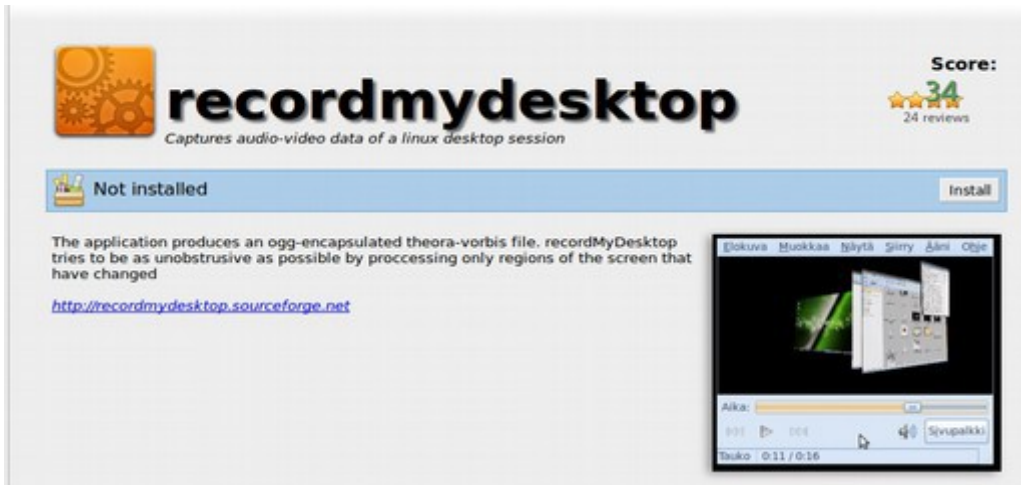 Score:
recordmydesktop
34
24 reviews
Captures audio-video data of a linux desktop session
Not installed
Install
The application produces an ogg-encapsulated theora-vorbis file. recordMyDesktop
tries to be as unobstrusive as possible by proccessing only regions of the screen that
have changed
http://recordmydesktop.sourceforge.net
Elokuva Muokkaa Näytä Siirry Ääni Ohje
Aika:
Sivupalkki
Tauko 0:11 / 0:16